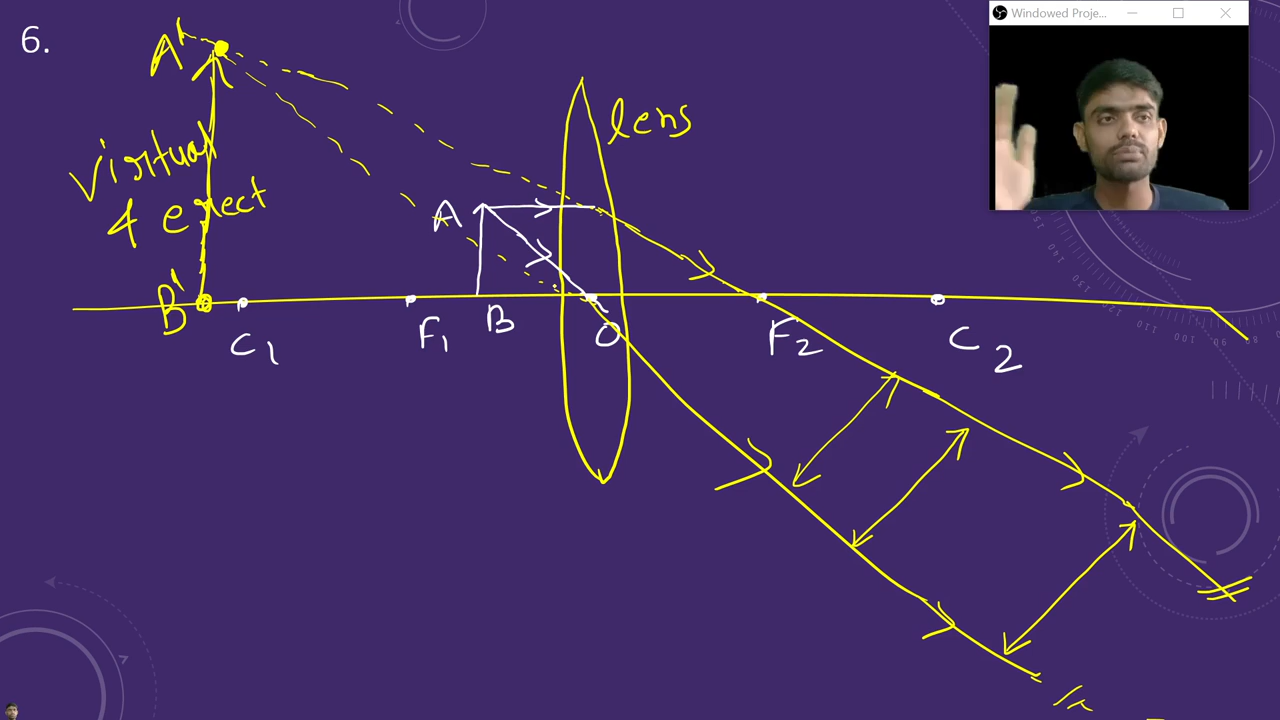 6.
Windowed Proje...
A'
lens
virtual
& erect
A
B'
C1
F1
B
O
F2
C2